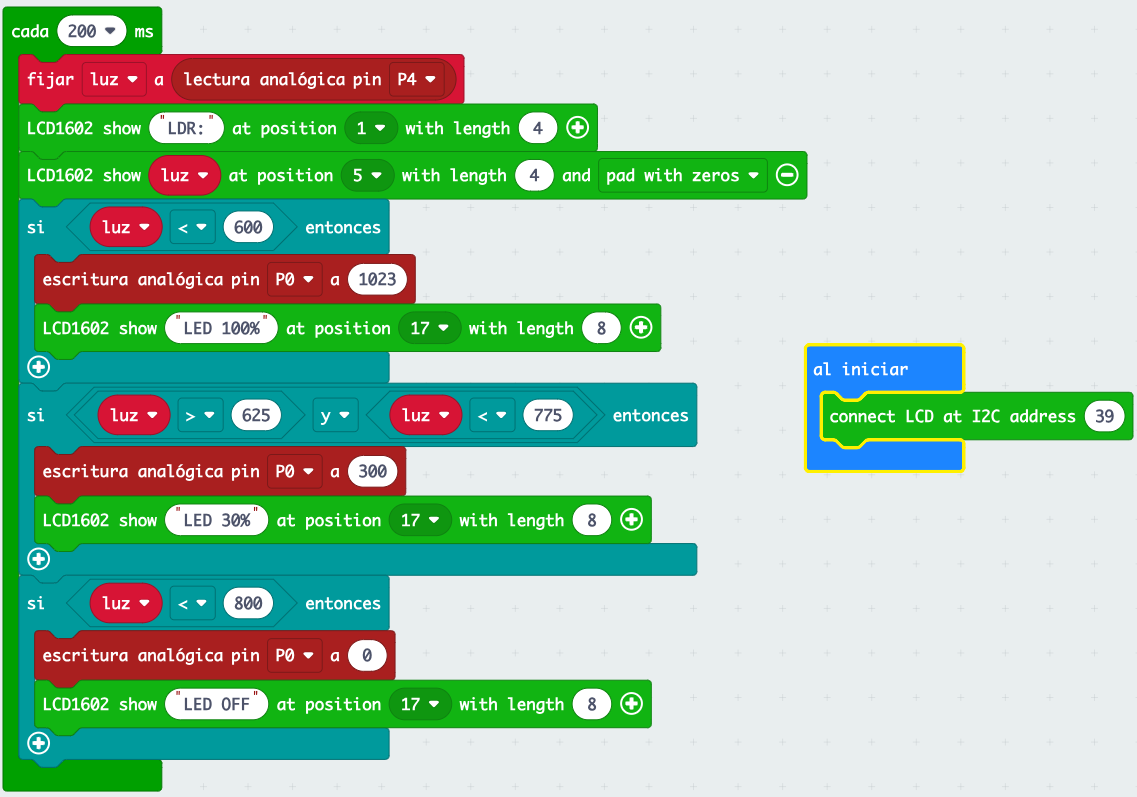 cada 200 ms
fijar luz a lectura analógica pin P4
LCD1602 show "LDR:" at position 1 with length 4
LCD1602 show luz at position 5 with length 4 and pad with zeros
si luz < 600 entonces
escritura analógica pin P0 a 1023
LCD1602 show "LED 100%" at position 17 with length 8
si luz > 625 y luz < 775 entonces
escritura analógica pin P0 a 300
LCD1602 show "LED 30%" at position 17 with length 8
si luz < 800 entonces
escritura analógica pin P0 a 0
LCD1602 show "LED OFF" at position 17 with length 8
al iniciar
connect LCD at I2C address 39